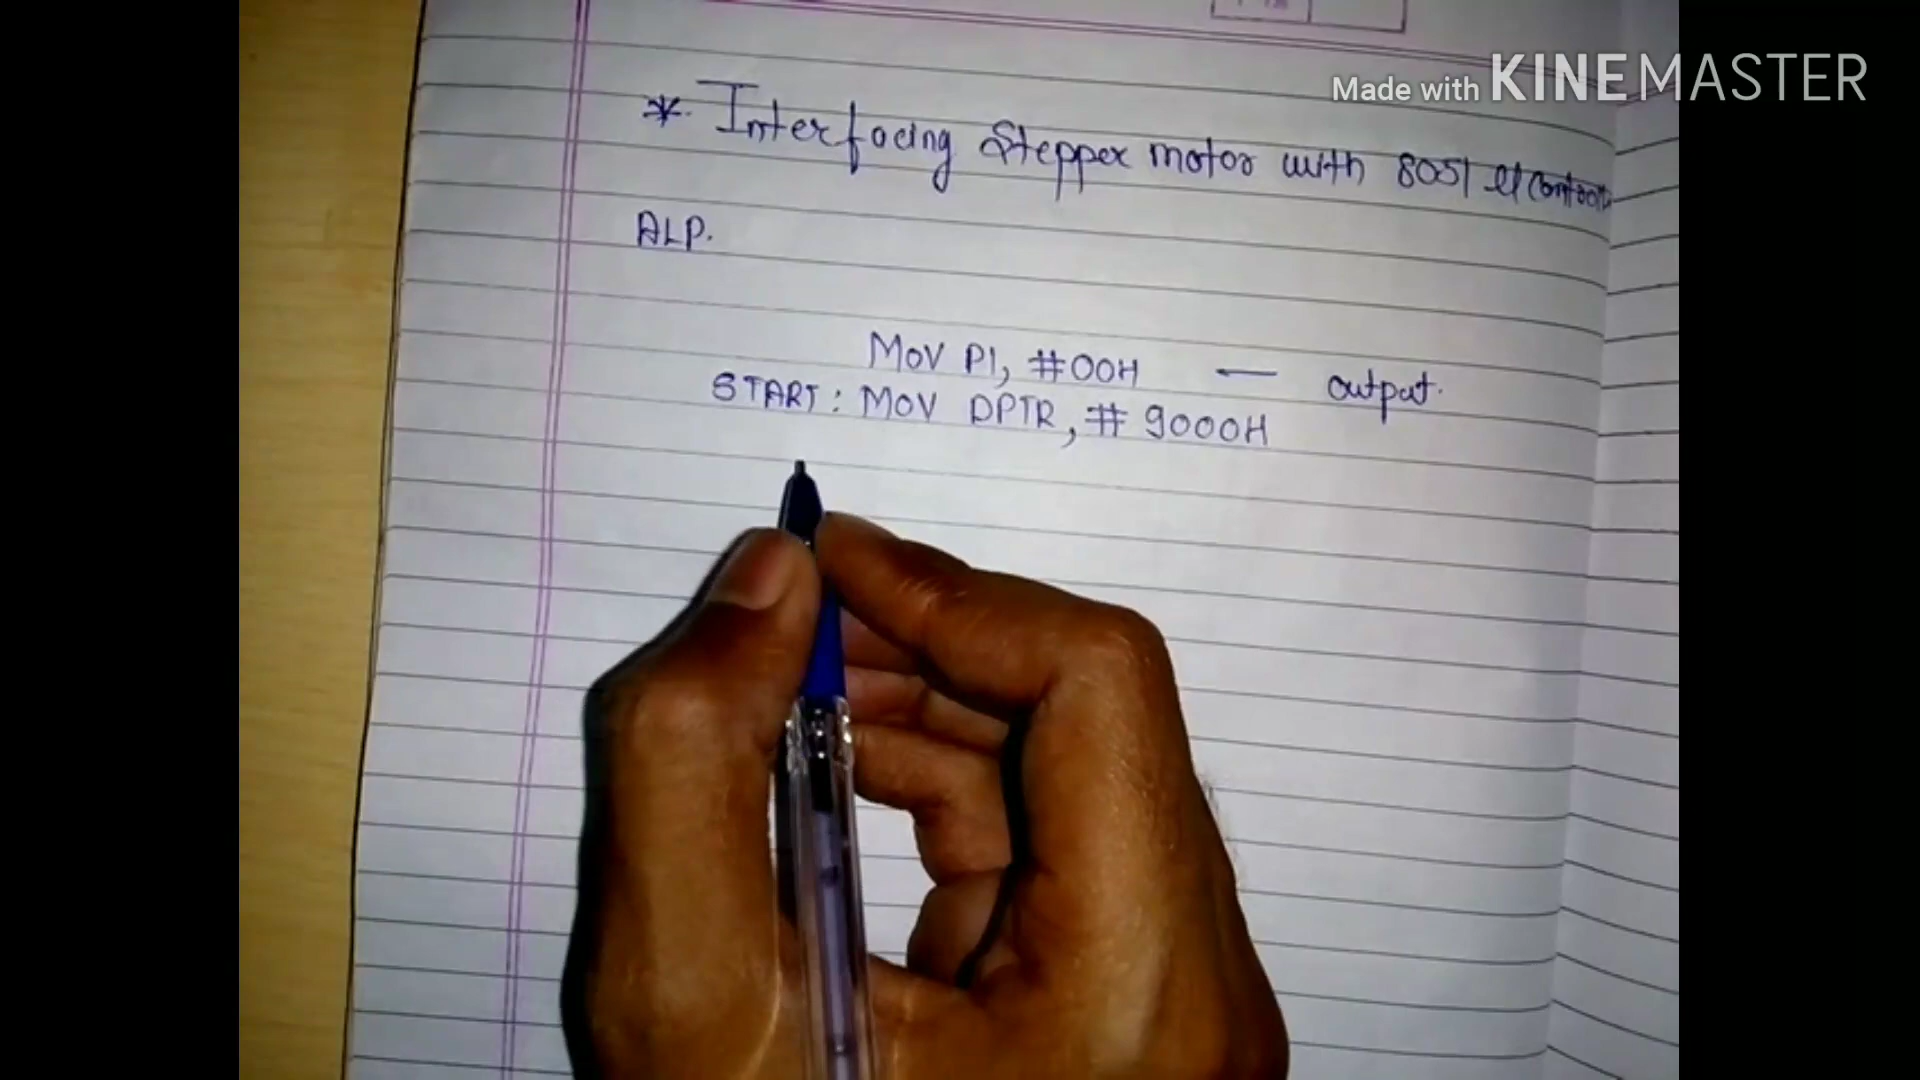 Made with KINEMASTER
* Interfacing Stepper motor with 8051
ALP.
MOV P1, #00H — output.
START: MOV DPTR, # 9000H